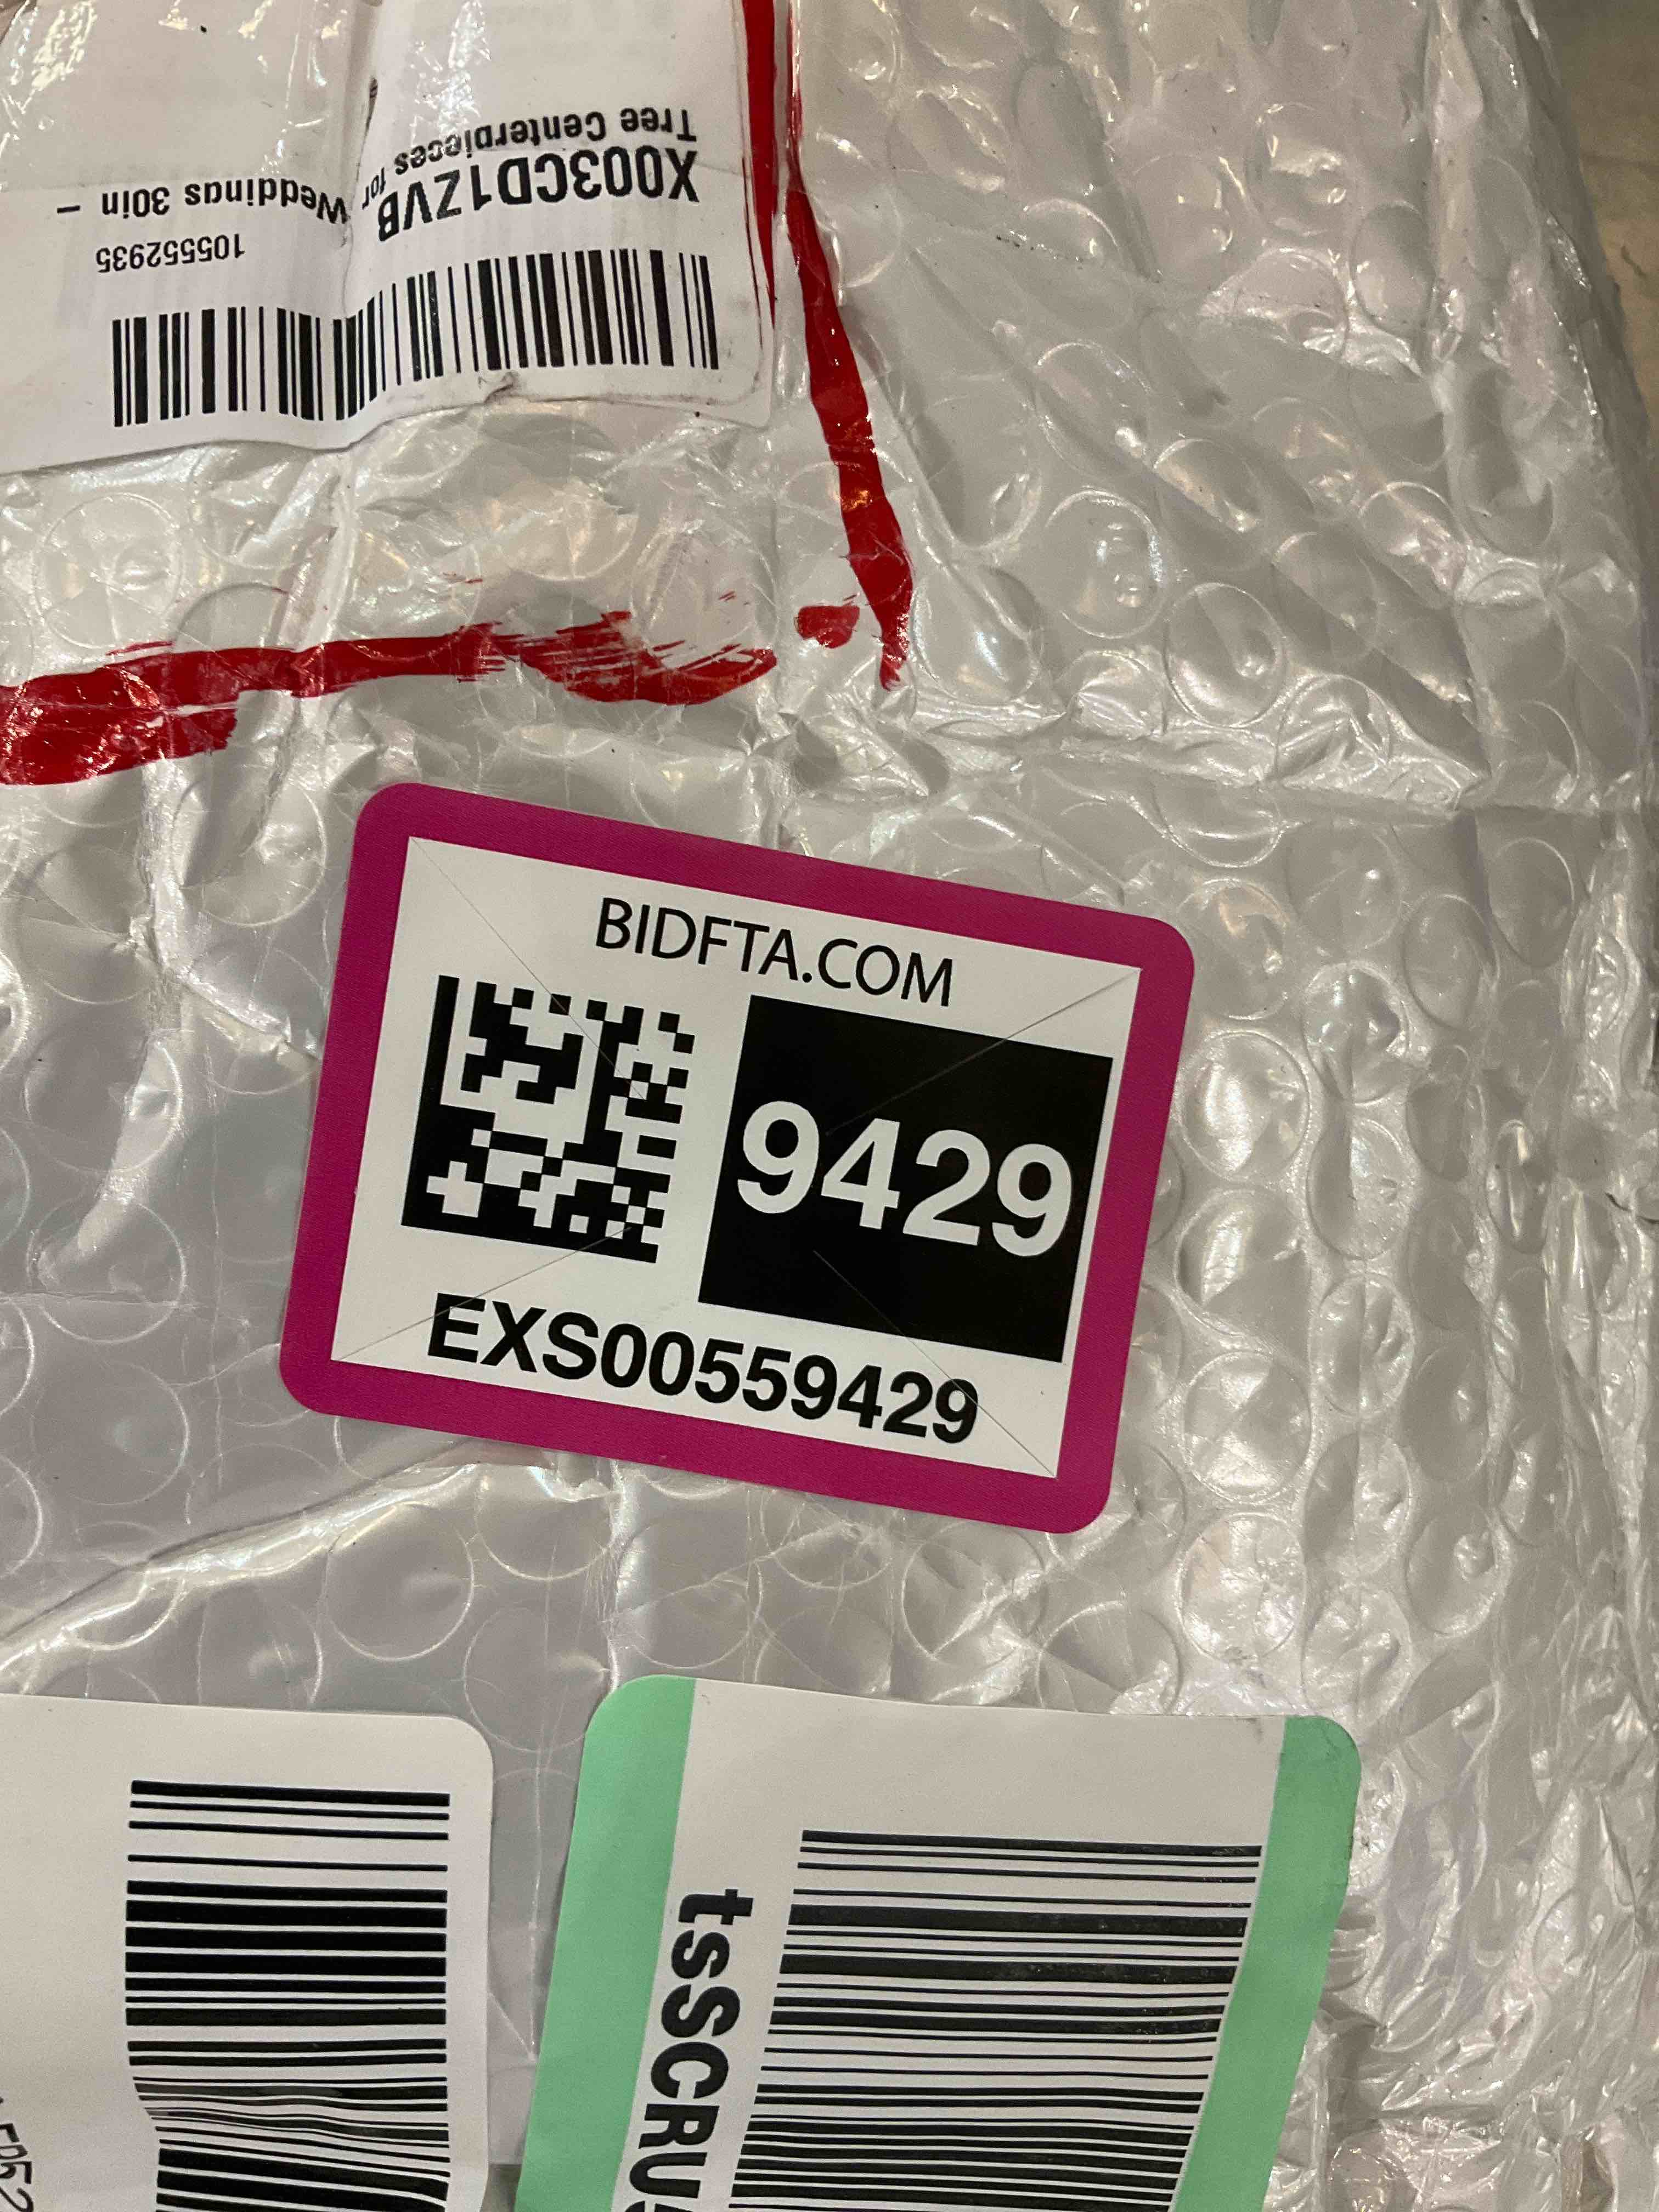 Tree Centerpieces for Weddings 30in –
X003CD1ZVB
105552935
BIDFTA.COM
9429
EXS00559429